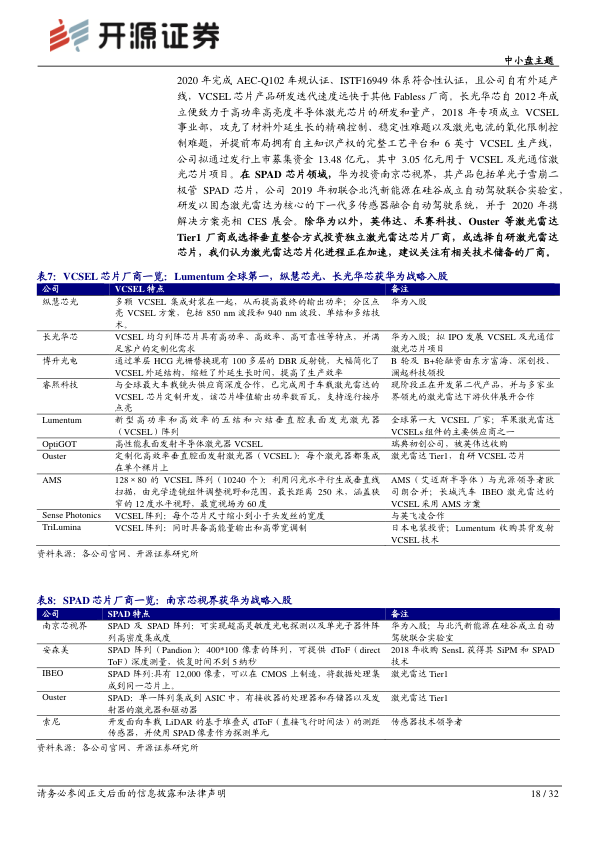 开源证券
中小盘主题
2020 年完成 AEC-Q102 车规认证、ISTF16949 体系符合性认证，且公司自有外延产
线，VCSEL 芯片产品研发迭代速度远快于其他 Fabless 厂商。长光华芯自 2012 年成
立便致力于高功率高亮度半导体激光芯片的研发和量产，2018 年专项成立 VCSEL
事业部，攻克了材料外延生长的精确控制、稳定性难题以及激光电流的氧化限制控
制难题，并提前布局拥有自主知识产权的完整工艺平台和 6 英寸 VCSEL 生产线，
公司拟通过发行上市募集资金 13.48 亿元，其中 3.05 亿元用于 VCSEL 及光通信激
光芯片项目。在 SPAD 芯片领域，华为投资南京芯视界，其产品包括单光子雪崩二
极管 SPAD 芯片，公司 2019 年初联合北汽新能源在硅谷成立自动驾驶联合实验室，
研发以固态激光雷达为核心的下一代多传感器融合自动驾驶系统，并于 2020 年携
解决方案亮相 CES 展会。除华为以外，英伟达、禾赛科技、Ouster 等激光雷达
Tier1 厂商或选择垂直整合方式投资独立激光雷达芯片厂商，或选择自研激光雷达
芯片，我们认为激光雷达芯片化进程正在加速，建议关注有相关技术储备的厂商。
表7：VCSEL 芯片厂商一览：Lumentum 全球第一，纵慧芯光、长光华芯获华为战略入股
公司 VCSEL 特点 备注
纵慧芯光 多颗 VCSEL 集成封装在一起，从而提高最终的输出功率；分区点 华为入股
亮 VCSEL 方案，包括 850 nm 波段和 940 nm 波段、单结和多结技
术。
长光华芯 VCSEL 均匀列阵芯片具有高功率、高效率、高可靠性等特点，并满 华为入股；拟 IPO 发展 VCSEL 及光通信
足客户的定制化需求 激光芯片项目
博升光电 通过单层 HCG 光栅替换现有 100 多层的 DBR 反射镜，大幅简化了 B 轮及 B+轮融资由东方富海、深创投、
VCSEL 外延结构，缩短了外延生长时间，提高了生产效率 澜起科技领投
睿熙科技 与全球最大车载镜头供应商深度合作，已完成用于车载激光雷达的 现阶段正在开发第二代产品，并与多家业
VCSEL 芯片定制开发，该芯片峰值输出功率数百瓦，支持逐行按序 界领先的激光雷达下游伙伴展开合作
点亮
Lumentum 新型高功率和高效率的五结和六结垂直腔表面发光激光器 全球第一大 VCSEL 厂家；苹果激光雷达
（VCSEL）阵列 VCSELs 组件的主要供应商之一
OptiGOT 高性能表面发射半导体激光器 VCSEL 瑞典初创公司，被英伟达收购
Ouster 定制化高效率垂直腔面发射激光器（VCSEL）：每个激光器都集成 激光雷达 Tier1，自研 VCSEL 芯片
在单个裸片上
AMS 128×80 的 VCSEL 阵列（10240 个）：利用闪光水平行生成垂直线 AMS（艾迈斯半导体）与光源领导者欧
扫描，由光学透镜组件调整视野和范围，最长距离 250 米，涵盖狭 司朗合并；长城汽车 IBEO 激光雷达的
窄的 12 度水平视野，最宽视场为 60 度 VCSEL 采用 AMS 方案
Sense Photonics VCSEL 阵列：每个芯片尺寸缩小到小于头发丝的宽度 与英飞凌合作
TriLumina VCSEL 阵列：同时具备高能量输出和高带宽调制 日本电装投资；Lumentum 收购其背发射
VCSEL 技术
资料来源：各公司官网、开源证券研究所
表8：SPAD 芯片厂商一览：南京芯视界获华为战略入股
公司 SPAD 特点 备注
南京芯视界 SPAD 及 SPAD 阵列：可实现超高灵敏度光电探测以及单光子器件阵 华为入股；与北汽新能源在硅谷成立自动
列高密度集成度 驾驶联合实验室
安森美 SPAD 阵列（Pandion）：400*100 像素的阵列，可提供 dToF（direct 2018 年收购 SensL 获得其 SiPM 和 SPAD
ToF）深度测量，恢复时间不到 5 纳秒 技术
IBEO SPAD 阵列:具有 12,000 像素，可以在 CMOS 上制造，将数据处理集 激光雷达 Tier1
成到同一芯片上。
Ouster SPAD：单一阵列集成到 ASIC 中，有接收器的处理器和存储器以及发 激光雷达 Tier1
射器的激光器和驱动器
索尼 开发面向车载 LiDAR 的基于堆叠式 dToF（直接飞行时间法）的测距 传感器技术领导者
传感器，并使用 SPAD 像素作为探测单元
资料来源：各公司官网、开源证券研究所
请务必参阅正文后面的信息披露和法律声明 18 / 32